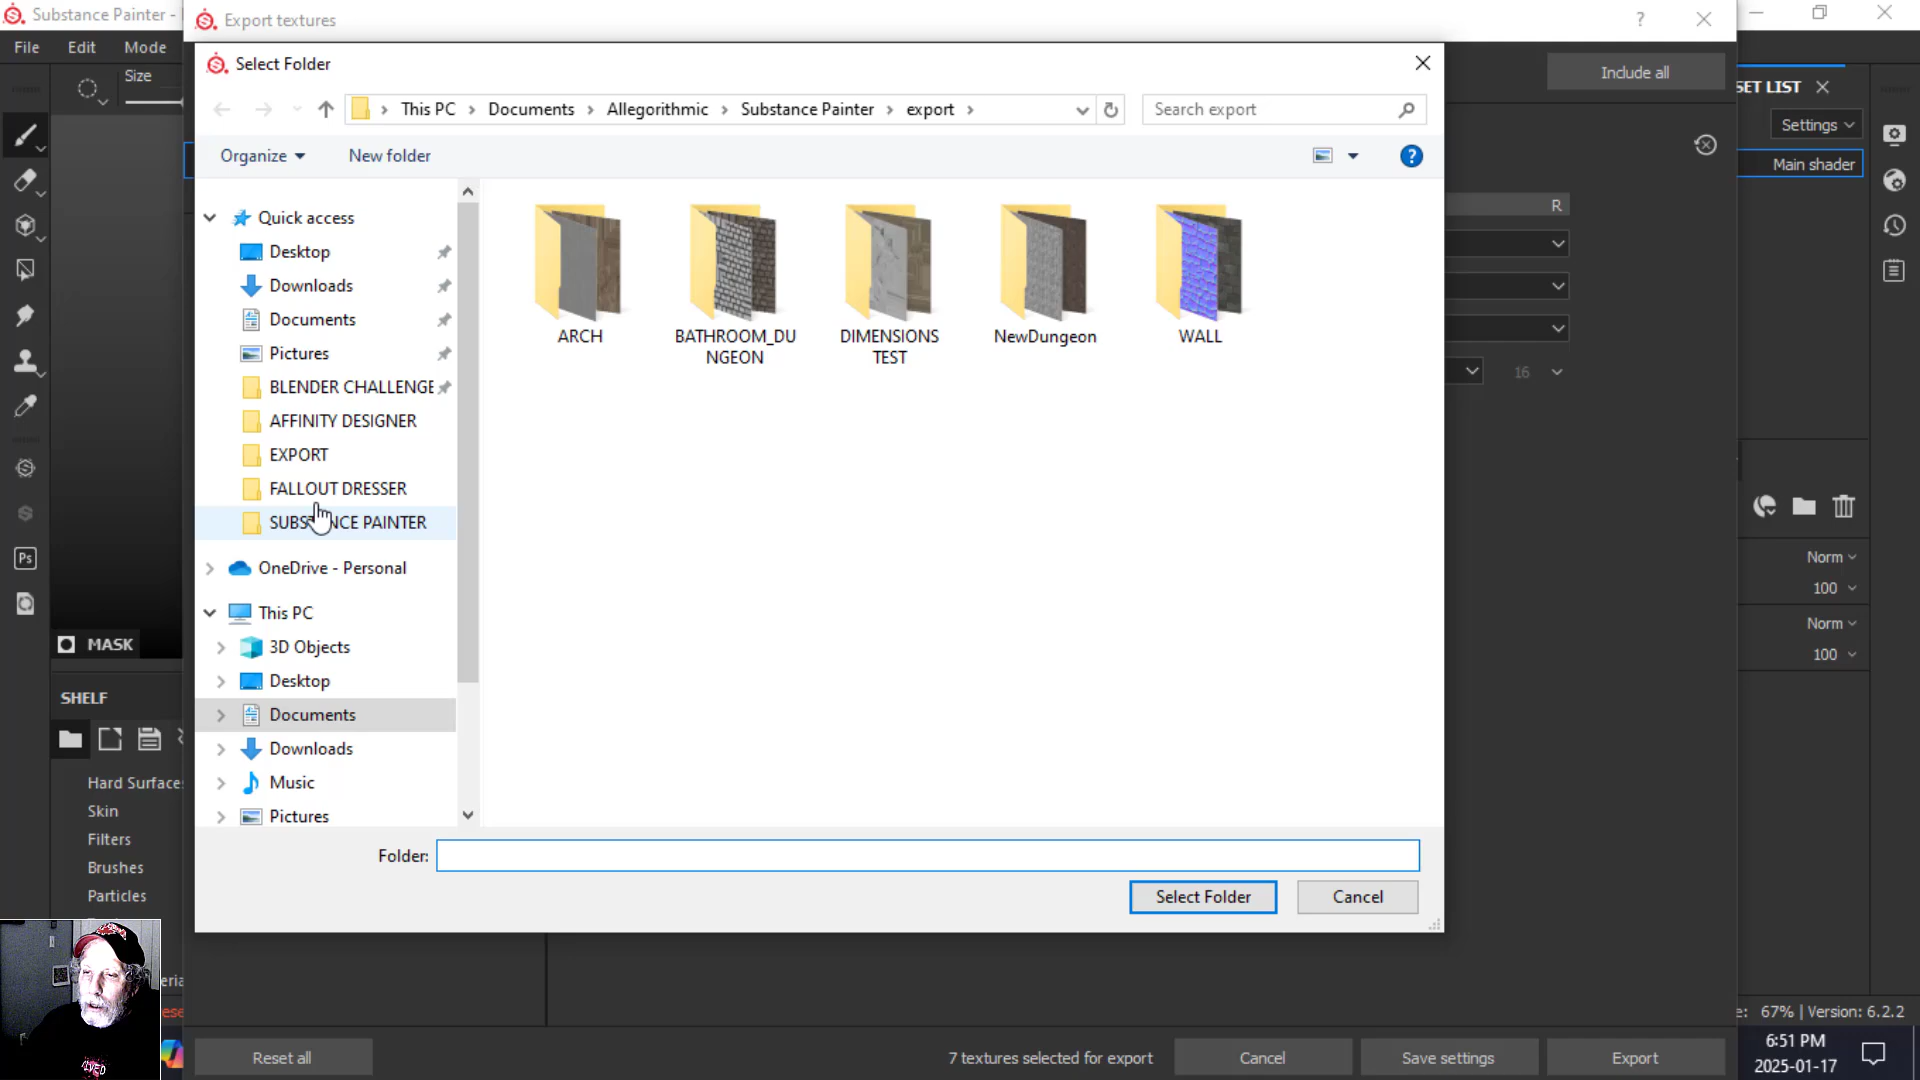 Substance Painter -
Export textures
File
Edit
Mode
Select Folder
Include all
Size
This PC
Documents
Allegorithmic
Substance Painter
export
Search export
SET LIST
Settings
Organize
New folder
Main shader
Quick access
Desktop
Downloads
Documents
Pictures
BLENDER CHALLENGE
AFFINITY DESIGNER
EXPORT
FALLOUT DRESSER
SUBSTANCE PAINTER
OneDrive - Personal
This PC
3D Objects
Desktop
Documents
Downloads
Music
Pictures
ARCH
BATHROOM_DU
NGEON
DIMENSIONS
TEST
NewDungeon
WALL
R
16
Ps
Norm
100
Norm
100
MASK
SHELF
Hard Surface
Skin
Filters
Brushes
Particles
Folder:
Select Folder
Cancel
Reset all
7 textures selected for export
Cancel
Save settings
Export
67% | Version: 6.2.2
6:51 PM
2025-01-17